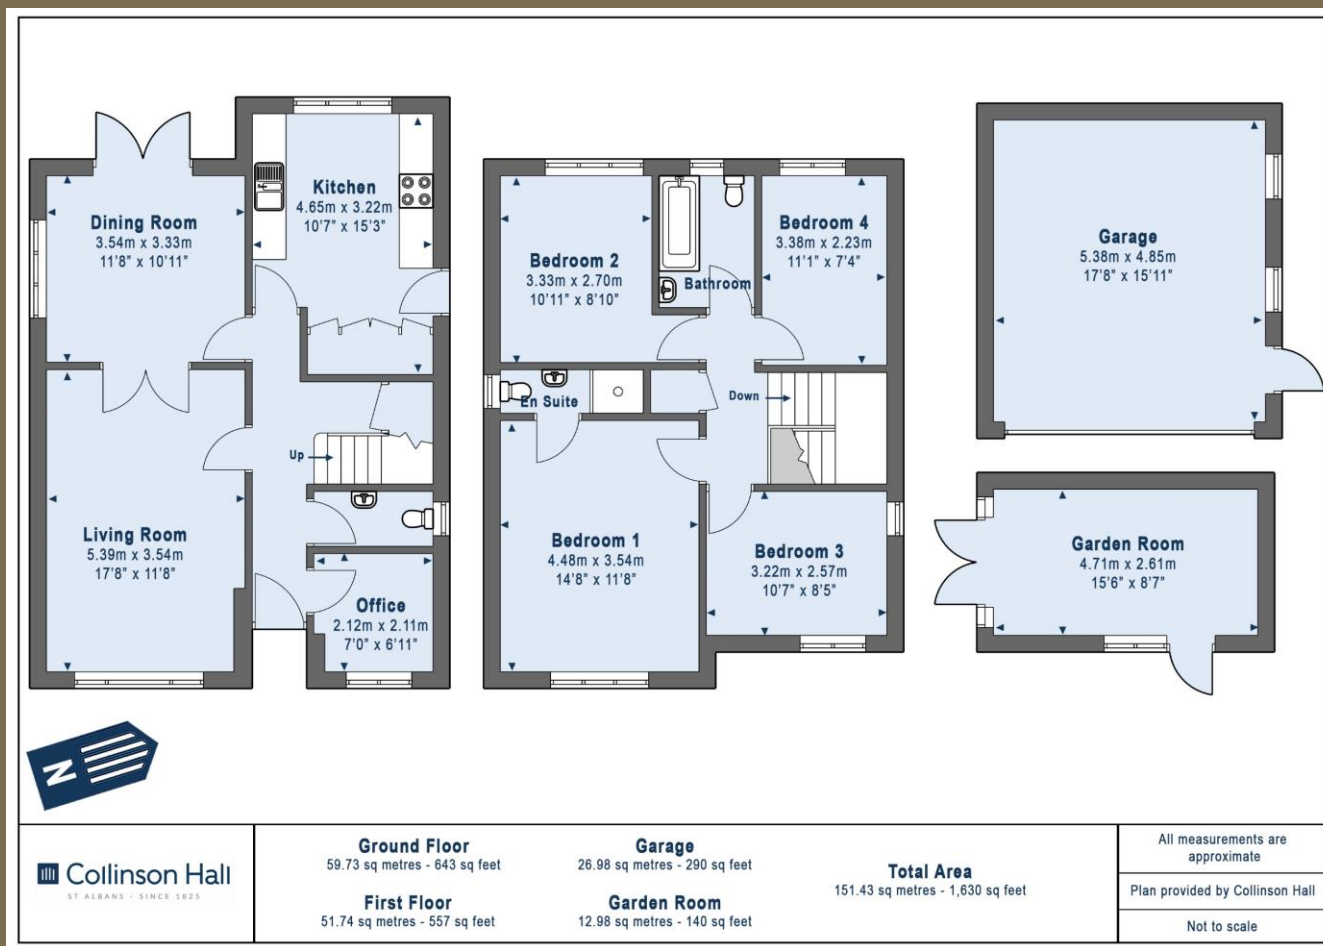 Kitchen
4.65m x 3.22m
10'7" x 15'3"
Dining Room
3.54m x 3.33m
11'8" x 10'11"
Living Room
5.39m x 3.54m
17'8" x 11'8"
Up
Office
2.12m x 2.11m
7'0" x 6'11"
Bedroom 2
3.33m x 2.70m
10'11" x 8'10"
Bathroom
Bedroom 4
3.38m x 2.23m
11'1" x 7'4"
En Suite
Down
Bedroom 1
4.48m x 3.54m
14'8" x 11'8"
Bedroom 3
3.22m x 2.57m
10'7" x 8'5"
Garage
5.38m x 4.85m
17'8" x 15'11"
Garden Room
4.71m x 2.61m
15'6" x 8'7"
N
Collinson Hall
ST ALBANS - SINCE 1825
Ground Floor
59.73 sq metres - 643 sq feet
First Floor
51.74 sq metres - 557 sq feet
Garage
26.98 sq metres - 290 sq feet
Garden Room
12.98 sq metres - 140 sq feet
Total Area
151.43 sq metres - 1,630 sq feet
All measurements are
approximate
Plan provided by Collinson Hall
Not to scale